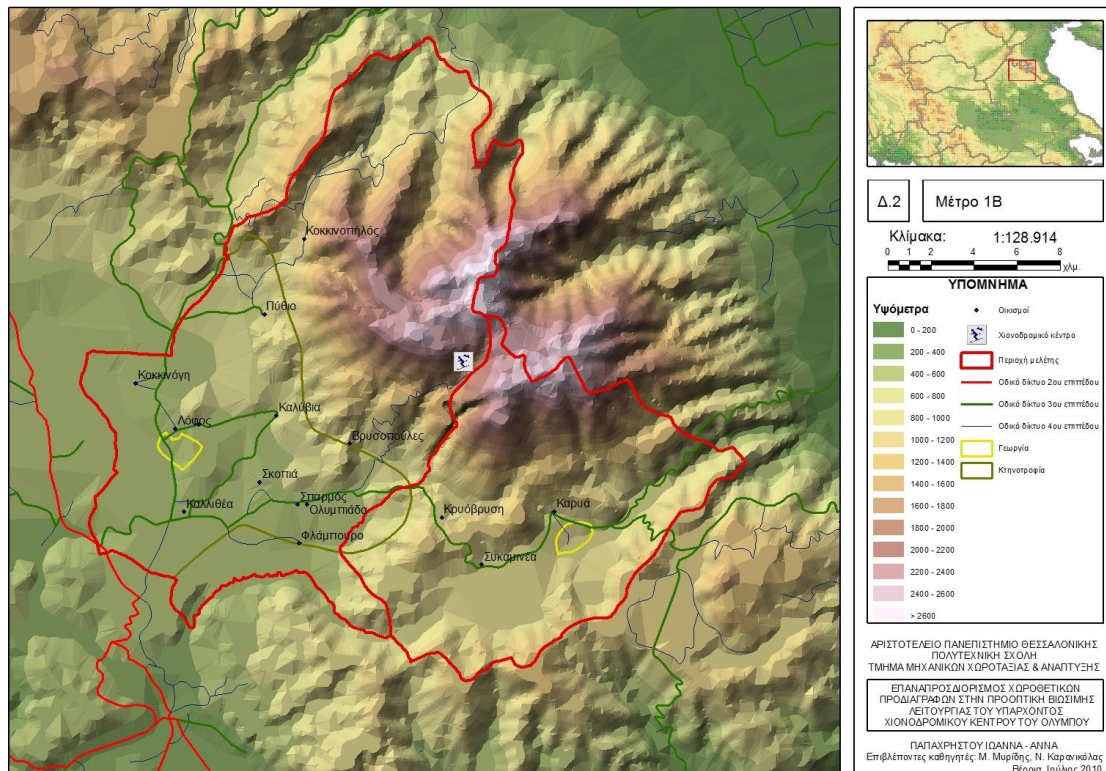 Κοκκινοπηλός
Πύθιο
Κοκκινόγη
Λόφος
Καλύβια
Βρυσοπούλες
Σκοπιά
Σπαρμός
Ολυμπιάδα
Καλλιθέα
Φλάμπουρο
Κρυόβρυση
Καρυά
Συκαμινέα
Δ.2
Μέτρο 1Β
Κλίμακα: 1:128.914
0 1 2 4 6 8 χλμ.
ΥΠΟΜΝΗΜΑ
Υψόμετρα
0 - 200
200 - 400
400 - 600
600 - 800
800 - 1000
1000 - 1200
1200 - 1400
1400 - 1600
1600 - 1800
1800 - 2000
2000 - 2200
2200 - 2400
2400 - 2600
> 2600
Οικισμοί
Χιονοδρομικό κέντρο
Περιοχή μελέτης
Οδικό δίκτυο 2ου επιπέδου
Οδικό δίκτυο 3ου επιπέδου
Οδικό δίκτυο 4ου επιπέδου
Γεωργία
Κτηνοτροφία
ΑΡΙΣΤΟΤΕΛΕΙΟ ΠΑΝΕΠΙΣΤΗΜΙΟ ΘΕΣΣΑΛΟΝΙΚΗΣ
ΠΟΛΥΤΕΧΝΙΚΗ ΣΧΟΛΗ
ΤΜΗΜΑ ΜΗΧΑΝΙΚΩΝ ΧΩΡΟΤΑΞΙΑΣ & ΑΝΑΠΤΥΞΗΣ
ΕΠΑΝΑΠΡΟΣΔΙΟΡΙΣΜΟΣ ΧΩΡΟΘΕΤΙΚΩΝ
ΠΡΟΔΙΑΓΡΑΦΩΝ ΣΤΗΝ ΠΡΟΟΠΤΙΚΗ ΒΙΩΣΙΜΗΣ
ΛΕΙΤΟΥΡΓΙΑΣ ΤΟΥ ΥΠΑΡΧΟΝΤΟΣ
ΧΙΟΝΟΔΡΟΜΙΚΟΥ ΚΕΝΤΡΟΥ ΤΟΥ ΟΛΥΜΠΟΥ
ΠΑΠΑΧΡΗΣΤΟΥ ΙΩΑΝΝΑ - ΑΝΝΑ
Επιβλέποντες καθηγητές: Μ. Μυρίδης, Ν. Καρανικόλας
Βέροια, Ιούλιος 2010